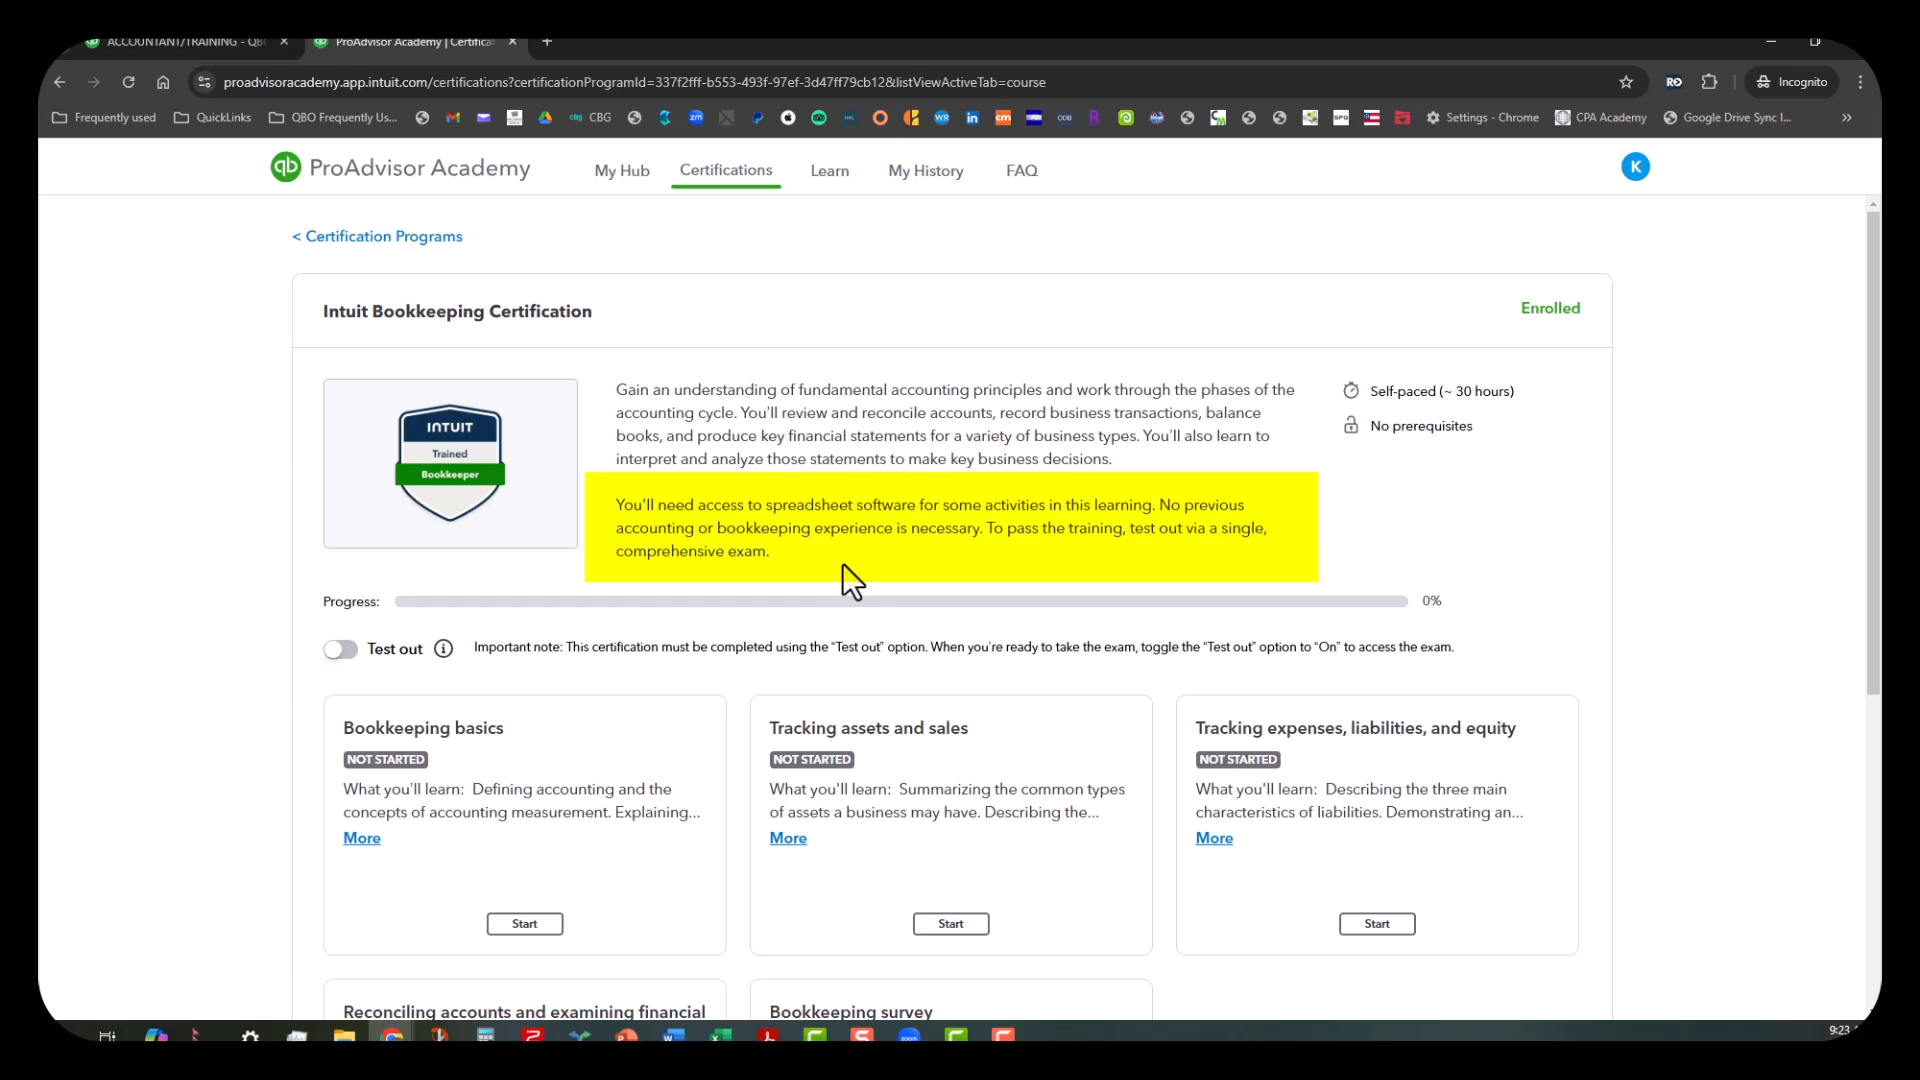 ACCOUNTANT/TRAINING - QB
ProAdvisor Academy | Certificat
proadvisoracademy.app.intuit.com/certifications?certificationProgramId=337f2fff-b553-493f-97ef-3d47ff79cb12&listViewActiveTab=course
Incognito
Frequently used
QuickLinks
QBO Frequently Us...
CBG
Settings - Chrome
CPA Academy
Google Drive Sync I...
qb ProAdvisor Academy
My Hub
Certifications
Learn
My History
FAQ
K
< Certification Programs
Intuit Bookkeeping Certification
Enrolled
INTUIT
Trained
Bookkeeper
Gain an understanding of fundamental accounting principles and work through the phases of the
accounting cycle. You'll review and reconcile accounts, record business transactions, balance
books, and produce key financial statements for a variety of business types. You'll also learn to
interpret and analyze those statements to make key business decisions.
You'll need access to spreadsheet software for some activities in this learning. No previous
accounting or bookkeeping experience is necessary. To pass the training, test out via a single,
comprehensive exam.
Self-paced (~ 30 hours)
No prerequisites
Progress:
0%
Test out
Important note: This certification must be completed using the "Test out" option. When you're ready to take the exam, toggle the "Test out" option to "On" to access the exam.
Bookkeeping basics
NOT STARTED
What you'll learn: Defining accounting and the
concepts of accounting measurement. Explaining...
More
Start
Tracking assets and sales
NOT STARTED
What you'll learn: Summarizing the common types
of assets a business may have. Describing the...
More
Start
Tracking expenses, liabilities, and equity
NOT STARTED
What you'll learn: Describing the three main
characteristics of liabilities. Demonstrating an...
More
Start
Reconciling accounts and examining financial
Bookkeeping survey
9:23